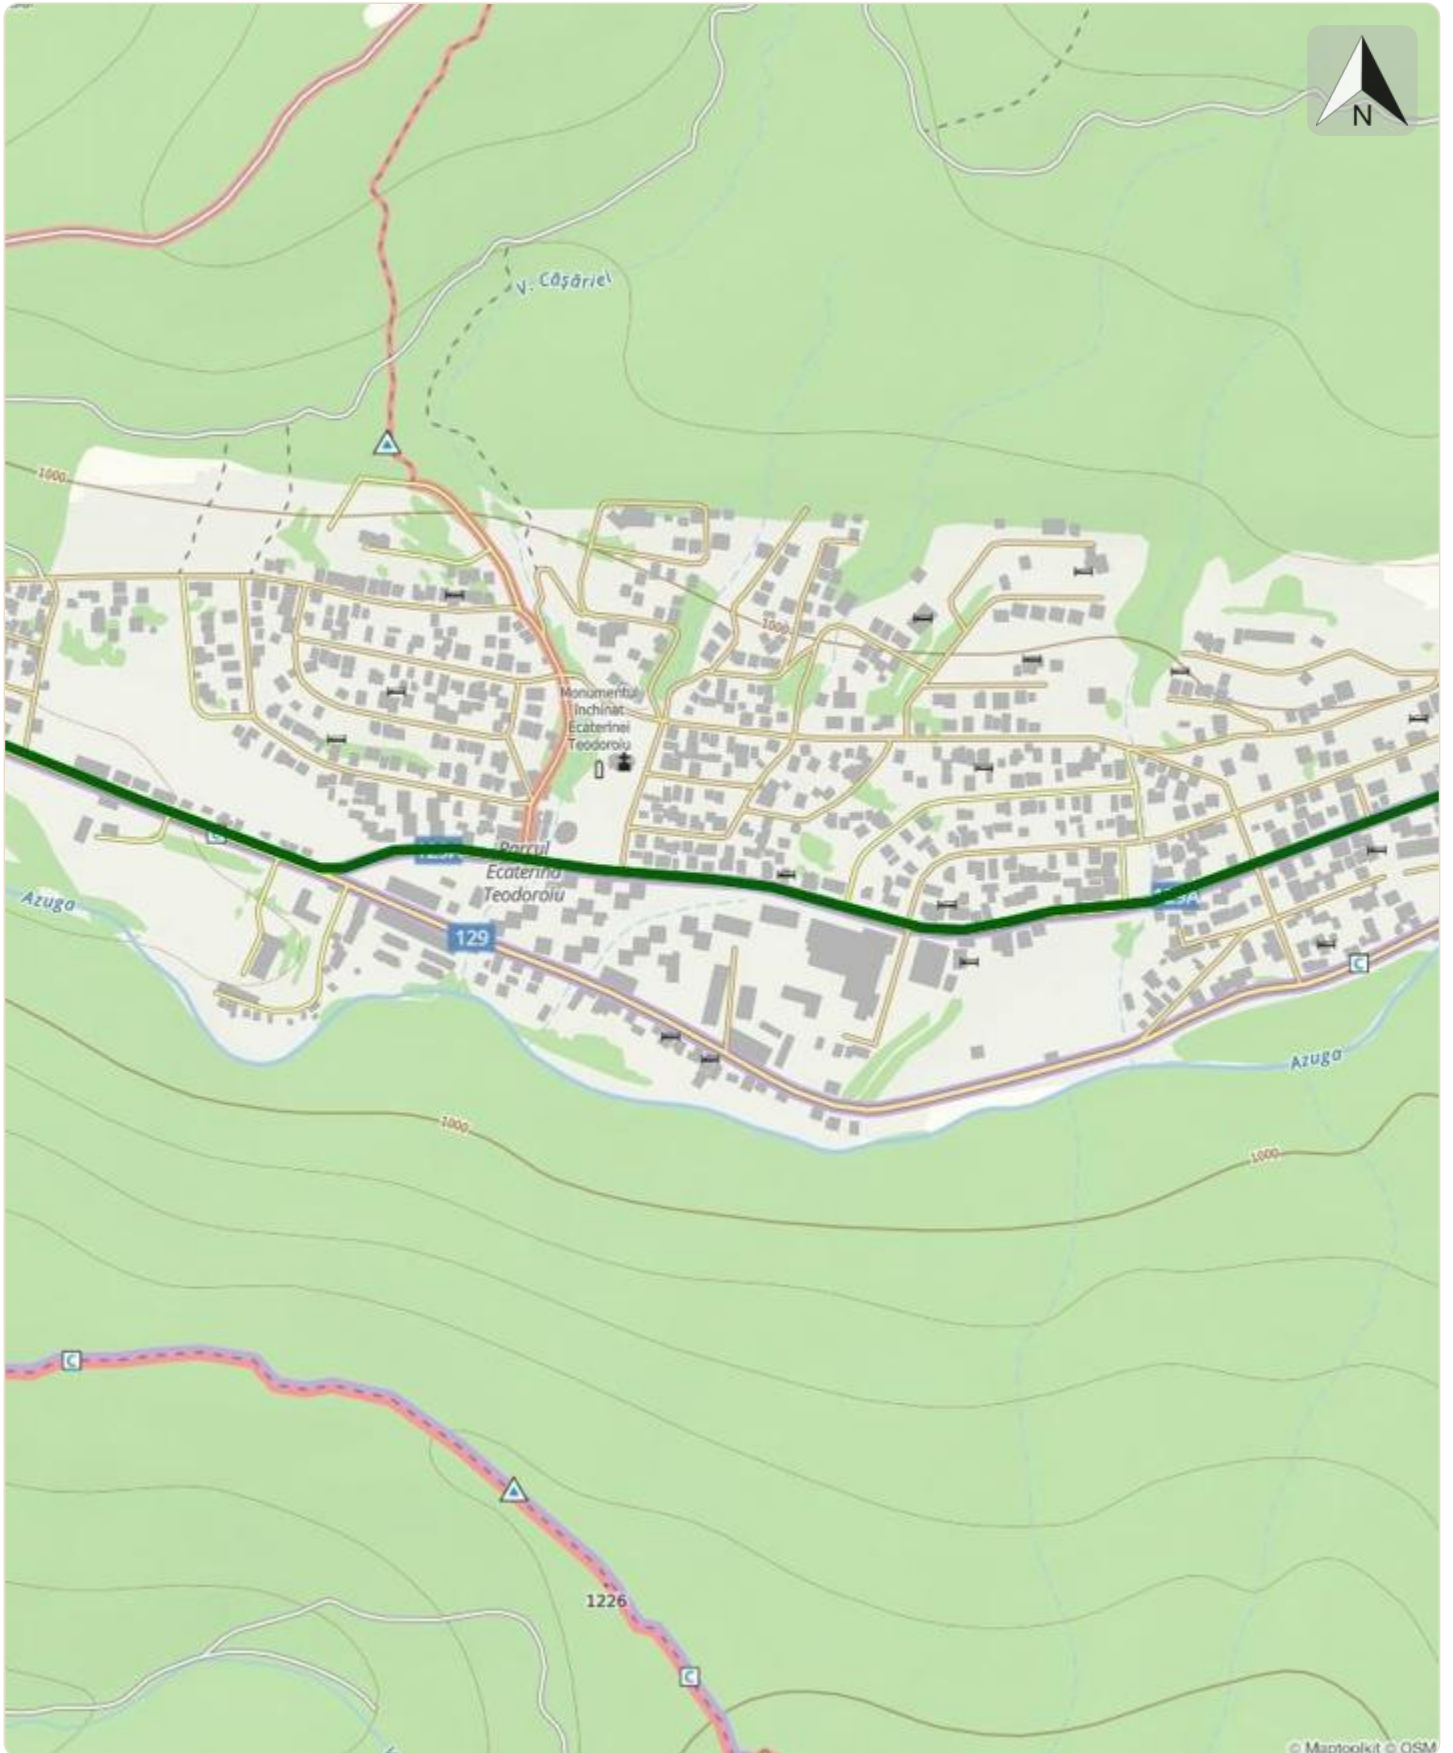 N
V. Cășăriei
1000
1000
Monumentul
Închinat
Ecaterinei
Teodoroiu
C
Parcul
Ecaterina
Teodoroiu
Azuga
129
C
Azuga
1000
1000
C
1226
C
© Maptoolkit © OSM